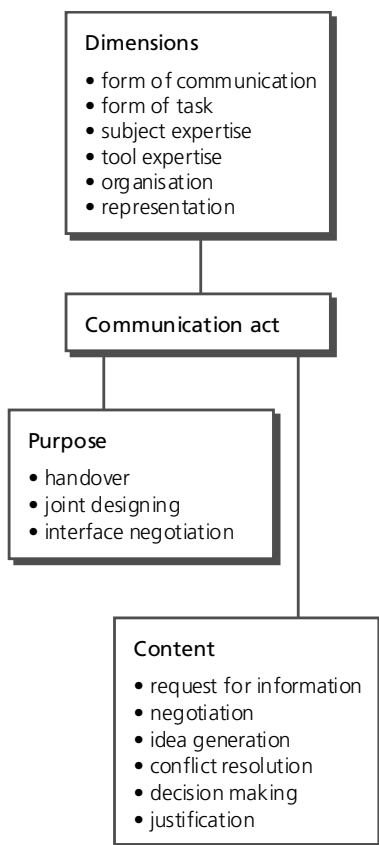 Dimensions
• form of communication
• form of task
• subject expertise
• tool expertise
• organisation
• representation
Communication act
Purpose
• handover
• joint designing
• interface negotiation
Content
• request for information
• negotiation
• idea generation
• conflict resolution
• decision making
• justification